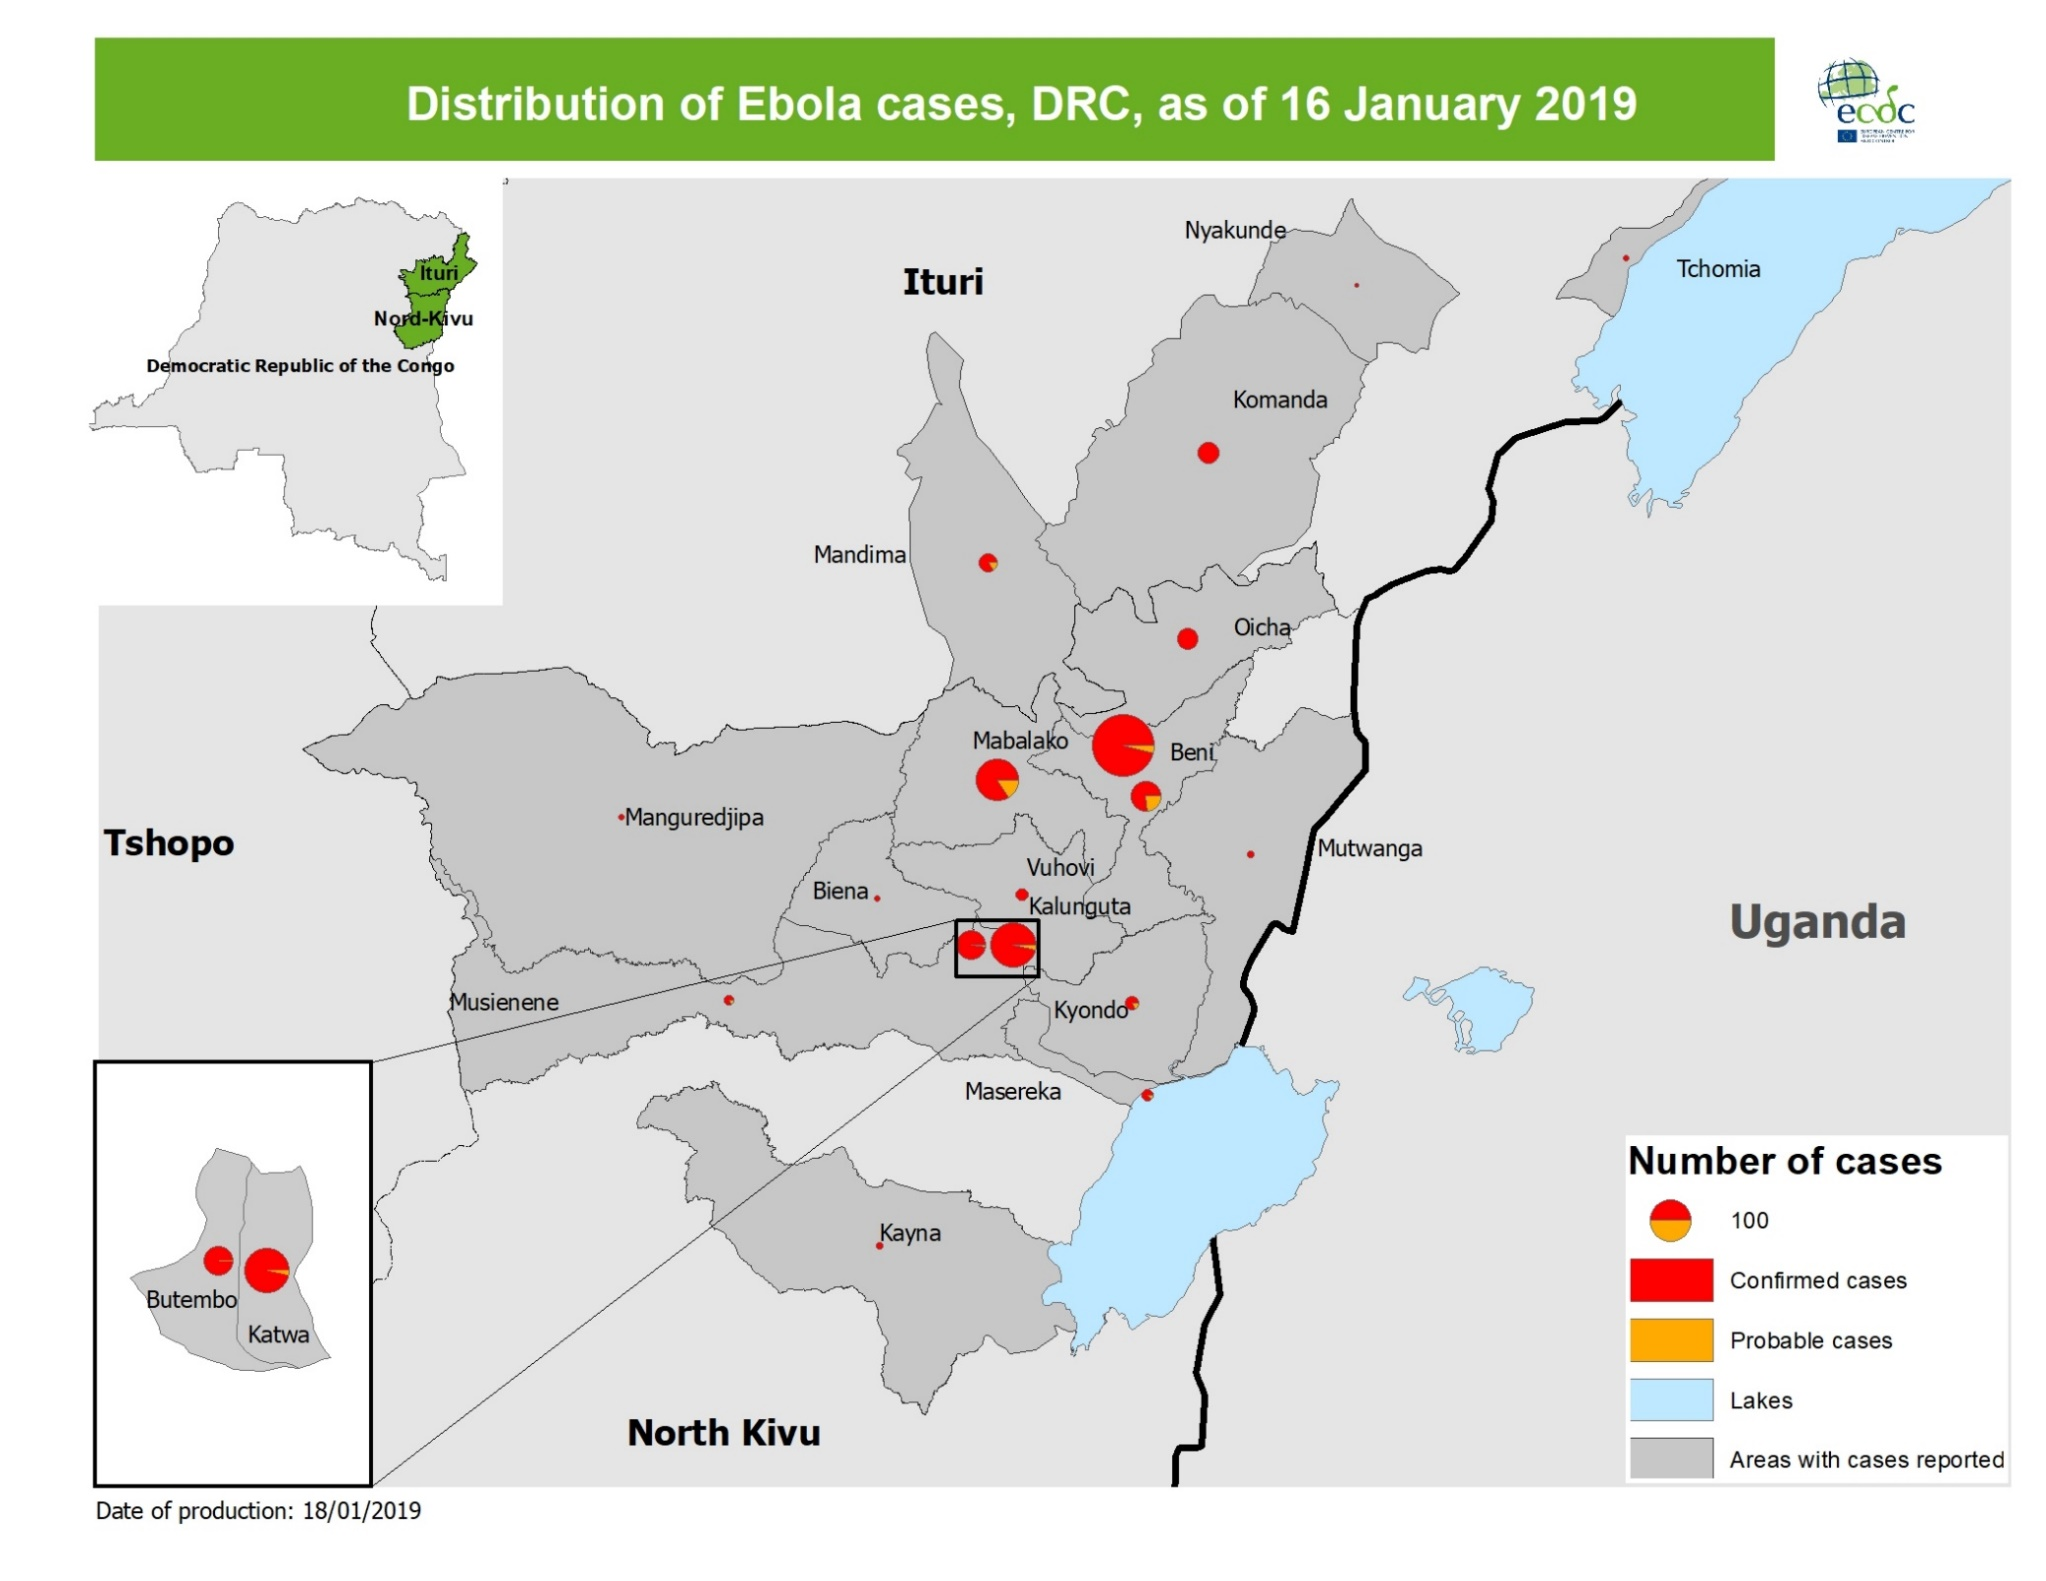 Distribution of Ebola cases, DRC, as of 16 January 2019
ecdc
Ituri
Nord-Kivu
Democratic Republic of the Congo
Ituri
Nyakunde
Tchomia
Komanda
Mandima
Oicha
Mabalako
Beni
Manguredjipa
Tshopo
Mutwanga
Vuhovi
Biena
Kalunguta
Uganda
Musienene
Kyondo
Masereka
Kayna
Butembo
Katwa
North Kivu
Number of cases
100
Confirmed cases
Probable cases
Lakes
Areas with cases reported
Date of production: 18/01/2019